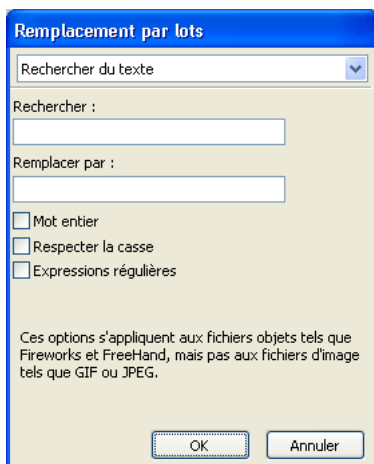 Remplacement par lots
Rechercher du texte
Rechercher :
Remplacer par :
Mot entier
Respecter la casse
Expressions régulières
Ces options s'appliquent aux fichiers objets tels que
Fireworks et FreeHand, mais pas aux fichiers d'image
tels que GIF ou JPEG.
OK Annuler